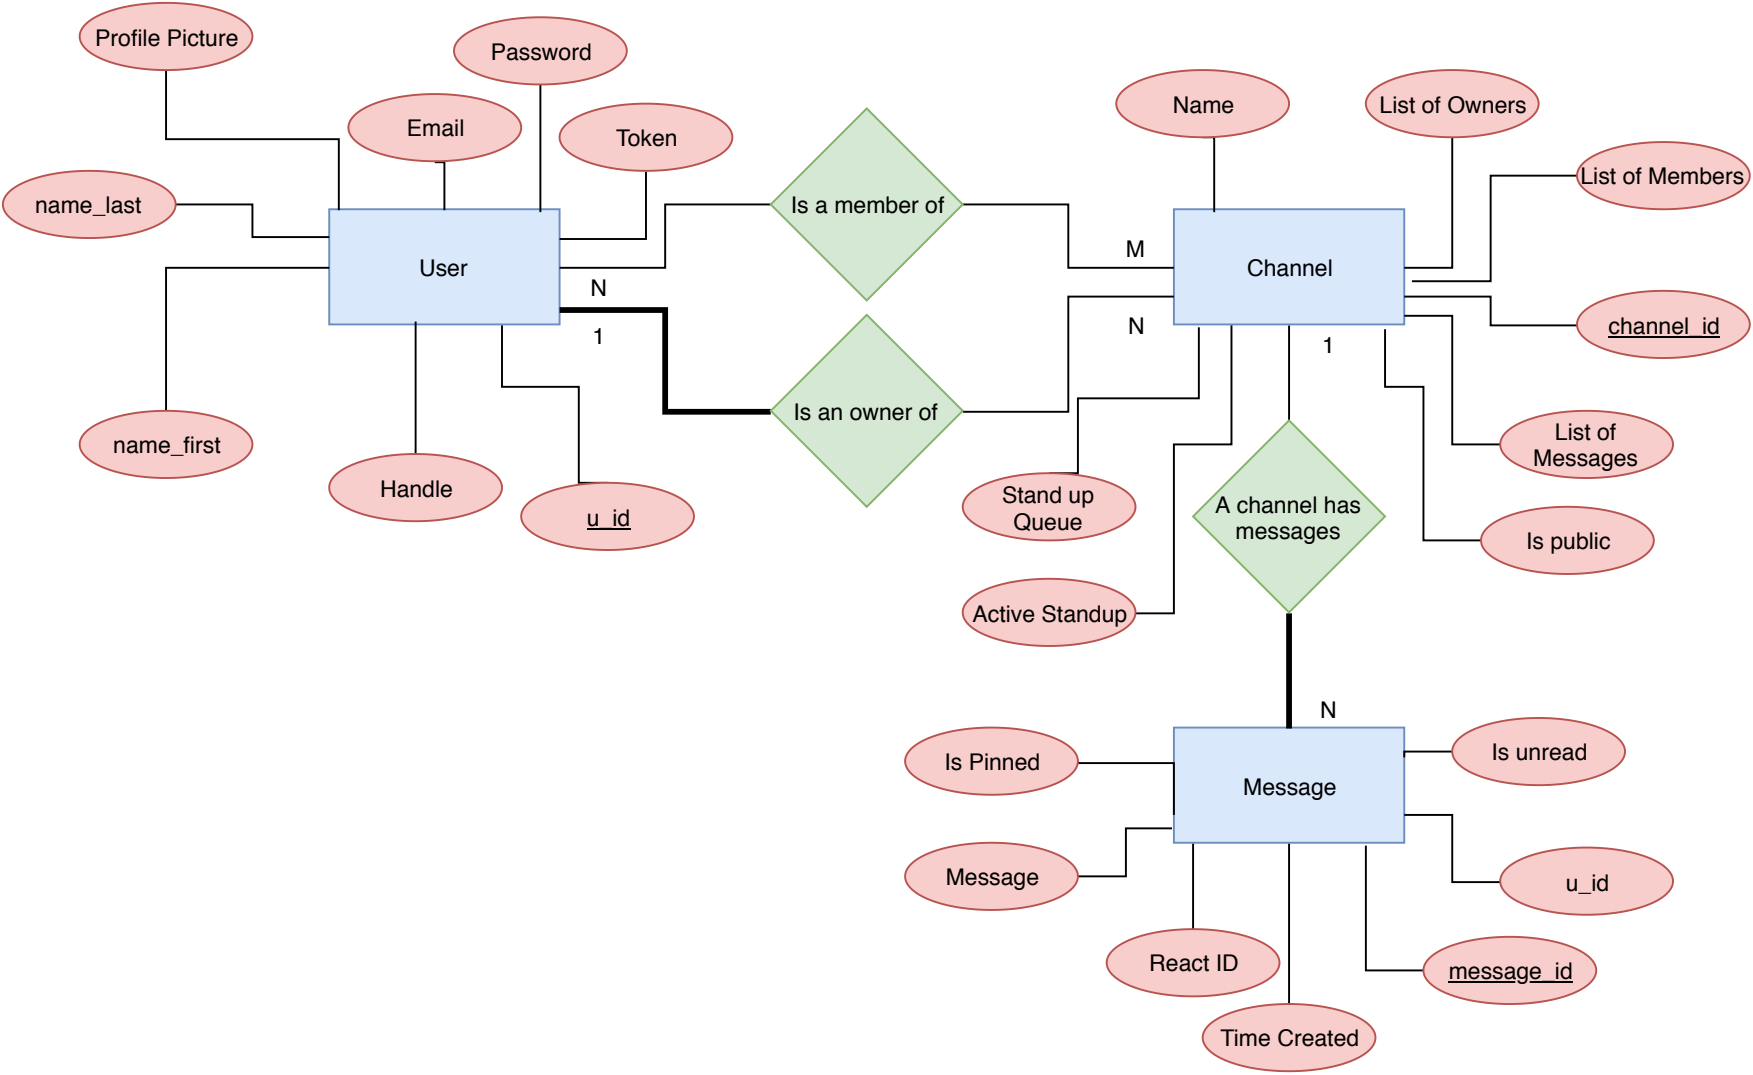 Profile Picture
Password
Email
Token
name_last
User
name_first
Handle
u_id
N
1
Is a member of
Is an owner of
M
N
Name
List of Owners
List of Members
Channel
channel_id
1
List of
Messages
Is public
Stand up
Queue
Active Standup
A channel has
messages
N
Is Pinned
Message
Is unread
Message
u_id
React ID
message_id
Time Created